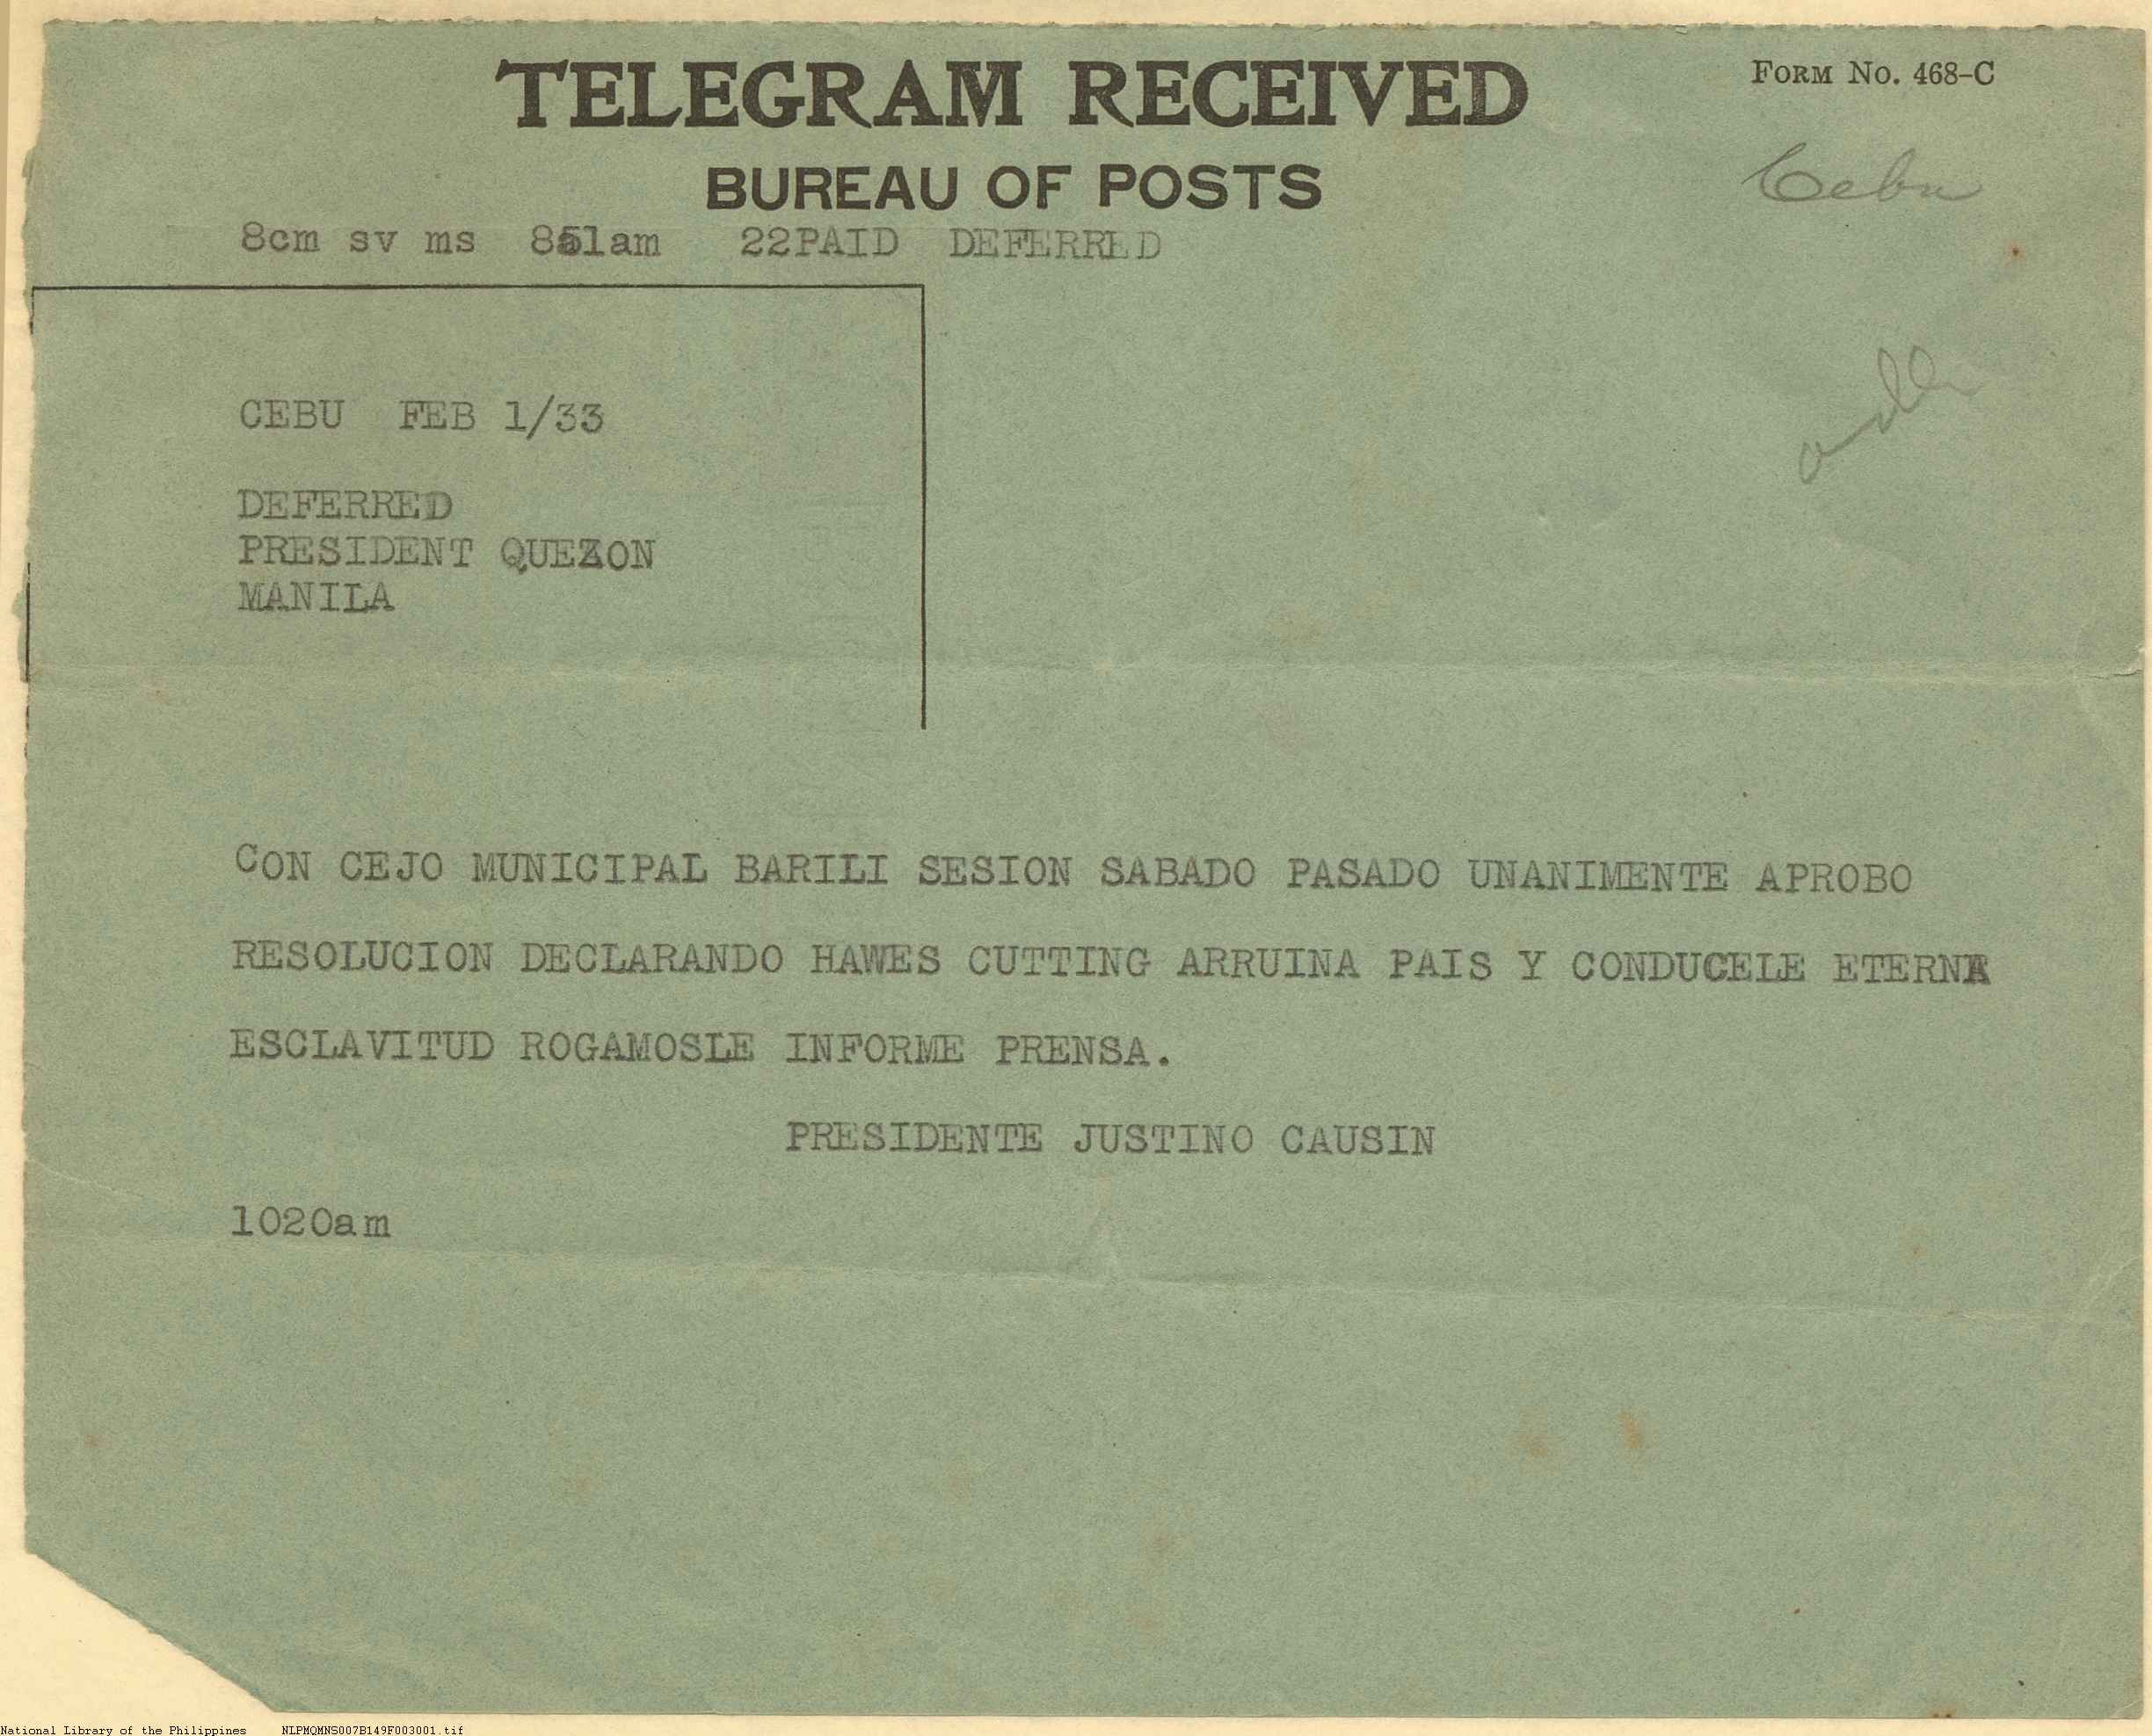 TELEGRAM RECEIVED
FORM NO. 468-C
BUREAU OF POSTS
Cebu
8cm sv ms 851am 22PAID DEFERRED
CEBU FEB 1/33
DEFERRED
PRESIDENT QUEZON
MANILA
CON CEJO MUNICIPAL BARILI SESION SABADO PASADO UNANIMENTE APROBO
RESOLUCION DECLARANDO HAWES CUTTING ARRUINA PAIS Y CONDUCELE ETERNA
ESCLAVITUD ROGAMOSLE INFORME PRENSA.
PRESIDENTE JUSTINO CAUSIN
1020am
National Library of the Philippines NLPMQMNS007B149F003001.tif